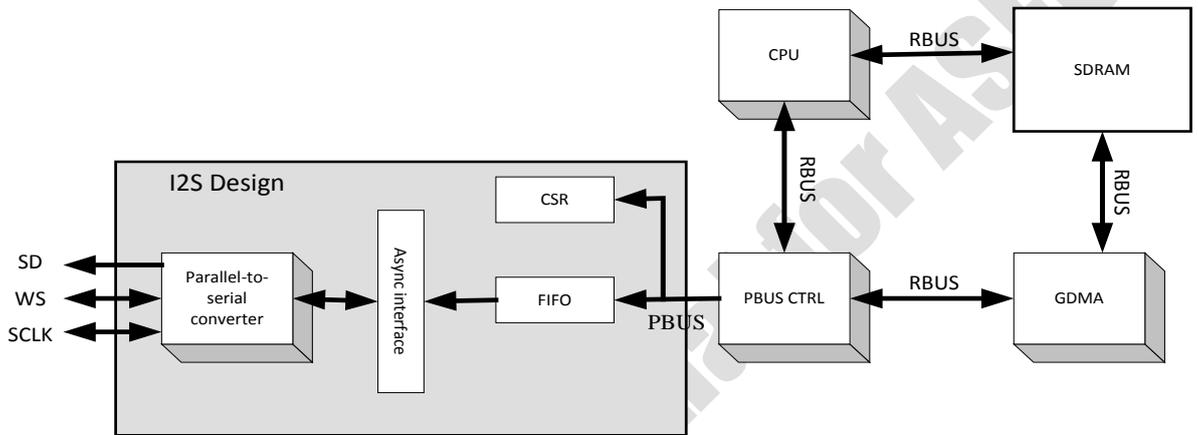 CPU
RBUS
SDRAM
RBUS
RBUS
I2S Design
CSR
Async interface
SD
WS
SCLK
Parallel-to-
serial
converter
FIFO
PBUS
PBUS CTRL
RBUS
GDMA